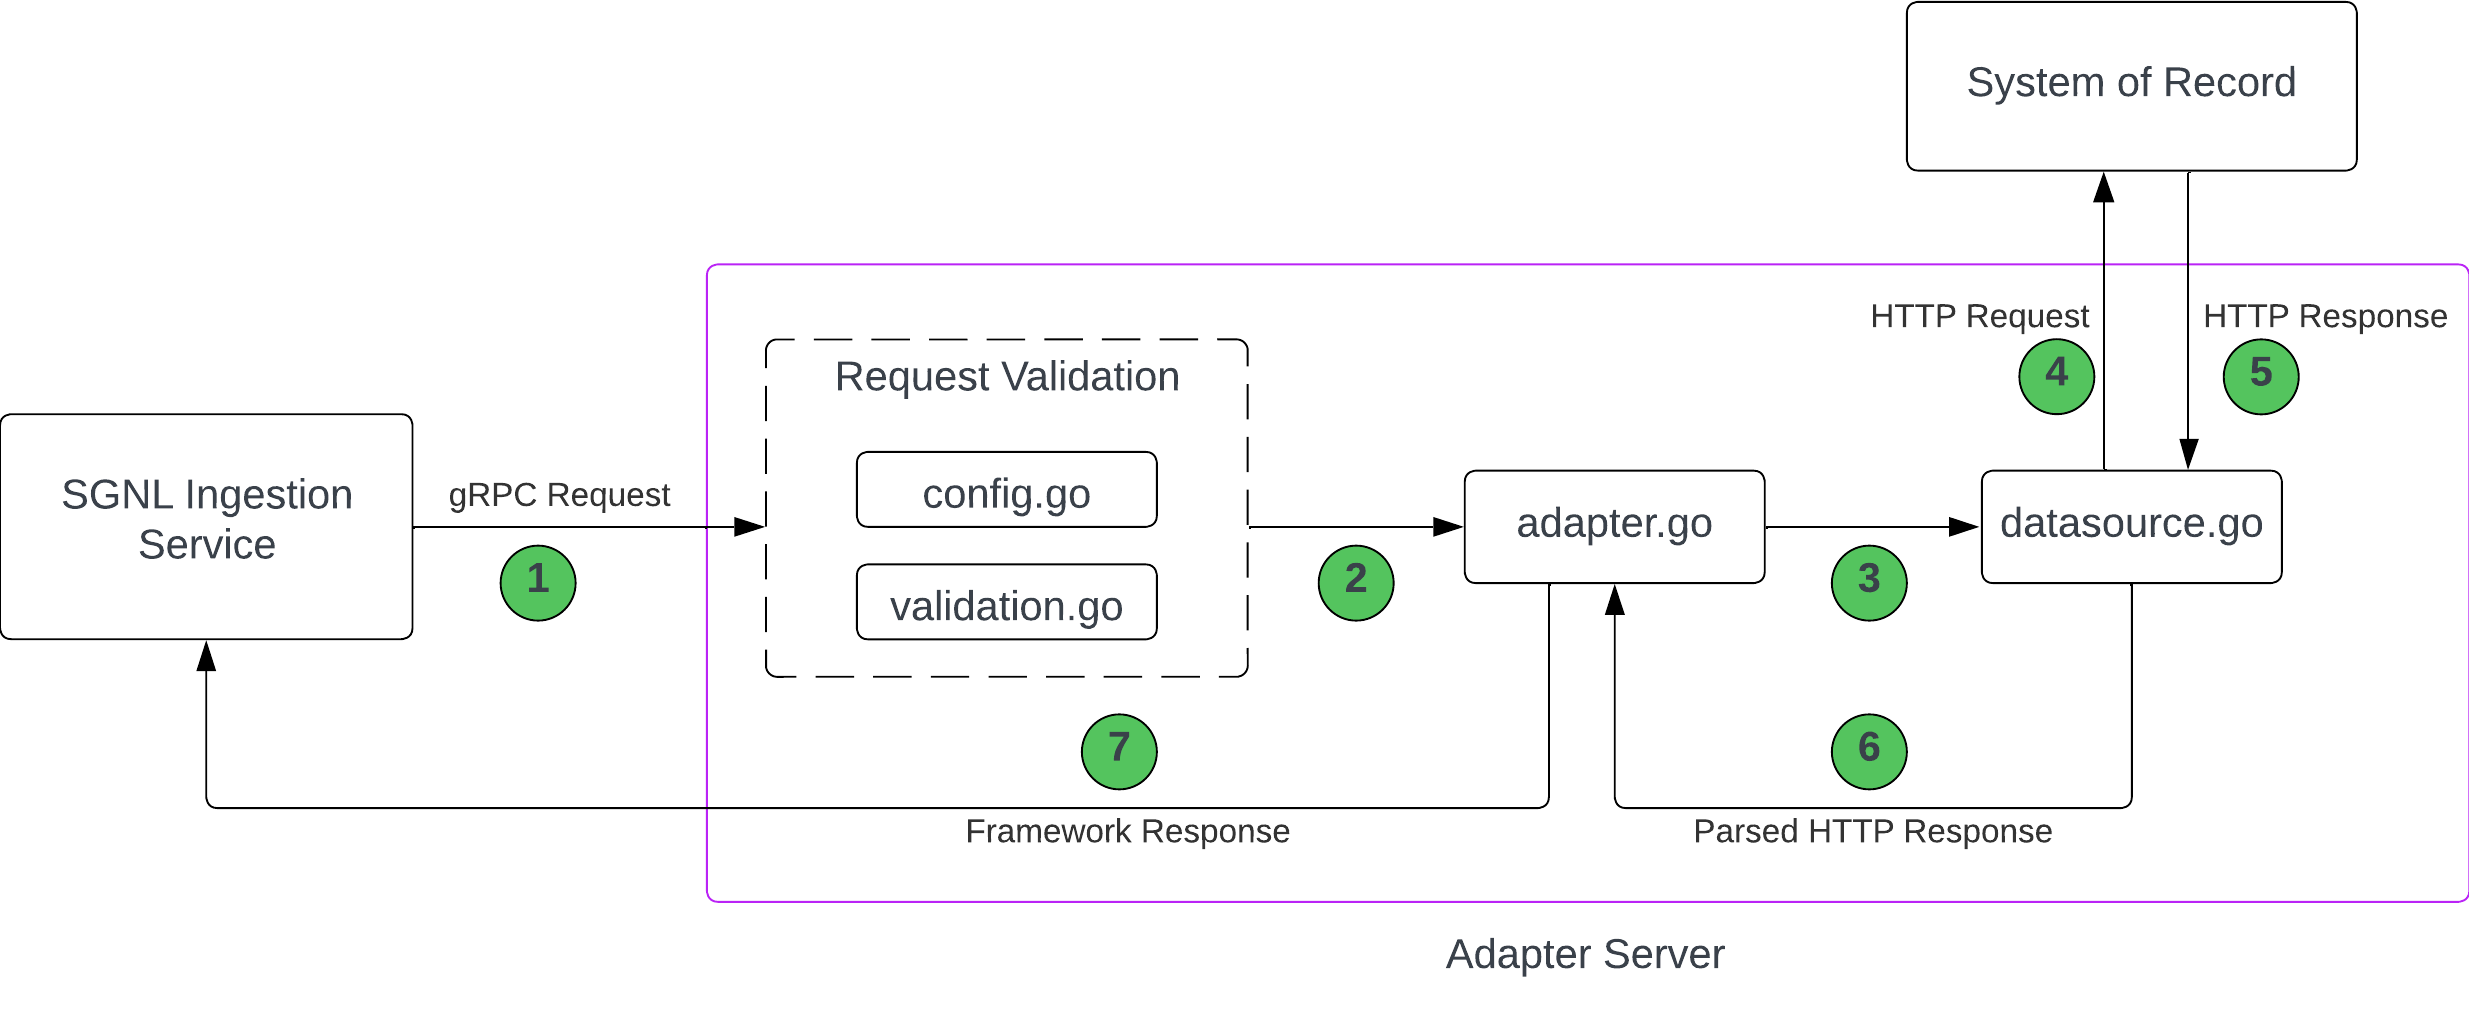 System of Record
HTTP Request
HTTP Response
4
5
Request Validation
config.go
validation.go
SGNL Ingestion
Service
gRPC Request
1
2
adapter.go
3
datasource.go
7
6
Framework Response
Parsed HTTP Response
Adapter Server